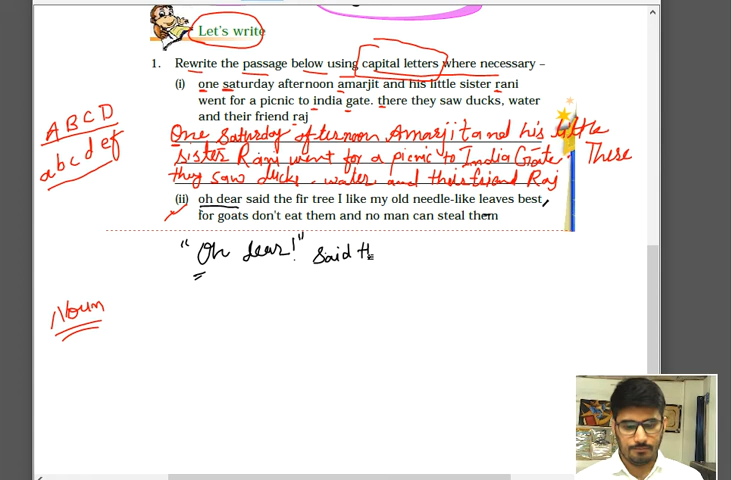 Let's write
1. Rewrite the passage below using capital letters where necessary –
(i) one saturday afternoon amarjit and his little sister rani
went for a picnic to india gate. there they saw ducks, water
and their friend raj
A B C D
a b c d e f
One Saturday afternoon Amarjit and his little
Sister Rani went for a picnic to India Gate. There
they saw ducks, water and their friend Raj
(ii) oh dear said the fir tree I like my old needle-like leaves best,
for goats don't eat them and no man can steal them
"Oh dear!" Said th
Noun